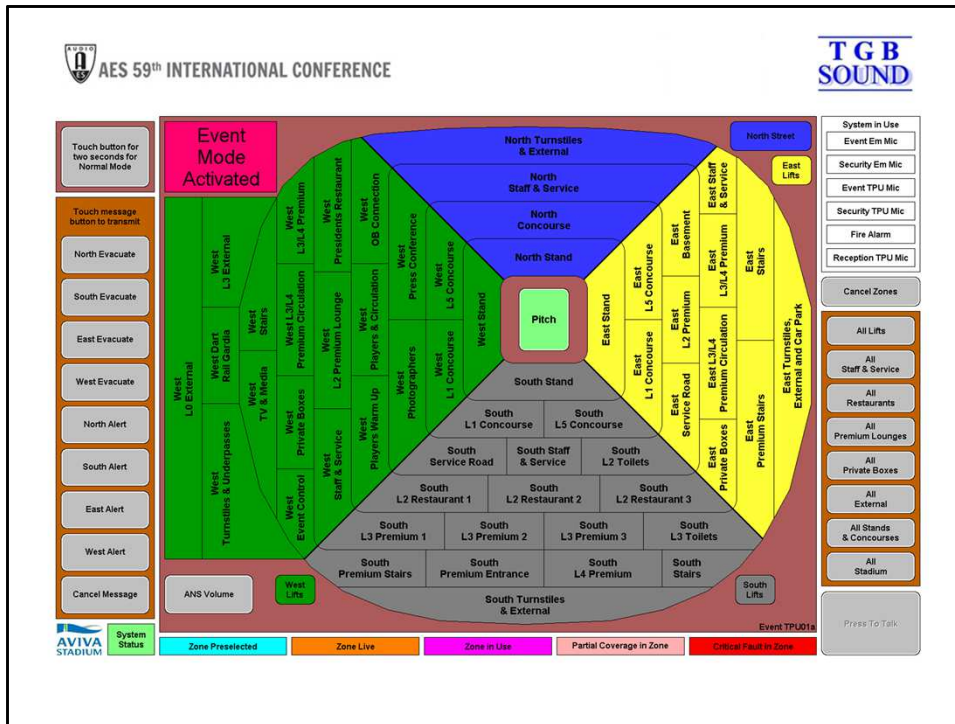 AUDIO
AES
AES 59th INTERNATIONAL CONFERENCE
TGB
SOUND
Touch button for
two seconds for
Normal Mode
Event
Mode
Activated
Touch message
button to transmit
North Evacuate
South Evacuate
East Evacuate
West Evacuate
North Alert
South Alert
East Alert
West Alert
Cancel Message
West
L0 External
West
L3 External
West Dart
Rail Gardia
West
Turnstiles & Underpasses
West
Stairs
West
TV & Media
West
L3/L4 Premium
West L3/L4
Premium Circulation
West
Private Boxes
West
Event Control
West
Presidents Restaurant
West
L2 Premium Lounge
West
Staff & Service
West
OB Connection
West
Players & Circulation
West
Players Warm Up
West
Press Conference
West
Photographers
West
L5 Concourse
West
L1 Concourse
West Stand
North Turnstiles
& External
North
Staff & Service
North
Concourse
North Stand
North Street
East
Lifts
Pitch
East Stand
East
L5 Concourse
East
L1 Concourse
East
Basement
East
L2 Premium
East
Service Road
East Staff
& Service
East
L3/L4 Premium
East L3/L4
Premium Circulation
East
Private Boxes
East
Stairs
East
Premium Stairs
East Turnstiles,
External and Car Park
South Stand
South
L1 Concourse
South
L5 Concourse
South
Service Road
South Staff
& Service
South
L2 Toilets
South
L2 Restaurant 1
South
L2 Restaurant 2
South
L2 Restaurant 3
South
L3 Premium 1
South
L3 Premium 2
South
L3 Premium 3
South
L3 Toilets
South
Premium Stairs
South
Premium Entrance
South
L4 Premium
South
Stairs
South Turnstiles
& External
ANS Volume
West
Lifts
South
Lifts
Event TPU01a
System in Use
Event Em Mic
Security Em Mic
Event TPU Mic
Security TPU Mic
Fire Alarm
Reception TPU Mic
Cancel Zones
All Lifts
All
Staff & Service
All
Restaurants
All
Premium Lounges
All
Private Boxes
All
External
All Stands
& Concourses
All
Stadium
Press To Talk
AVIVA
STADIUM
System
Status
Zone Preselected
Zone Live
Zone in Use
Partial Coverage in Zone
Critical Fault in Zone